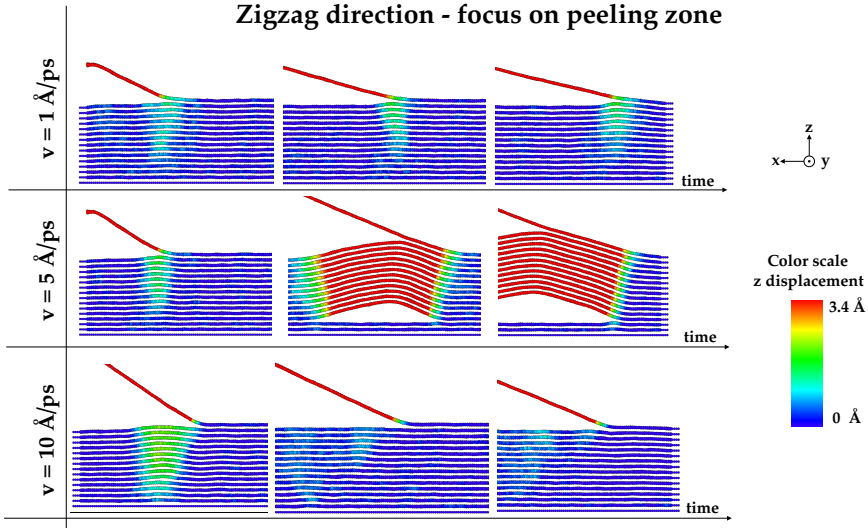 Zigzag direction - focus on peeling zone
v = 1 Å/ps
time
z
x
y
v = 5 Å/ps
time
Color scale
z displacement
3.4 Å
0 Å
v = 10 Å/ps
time